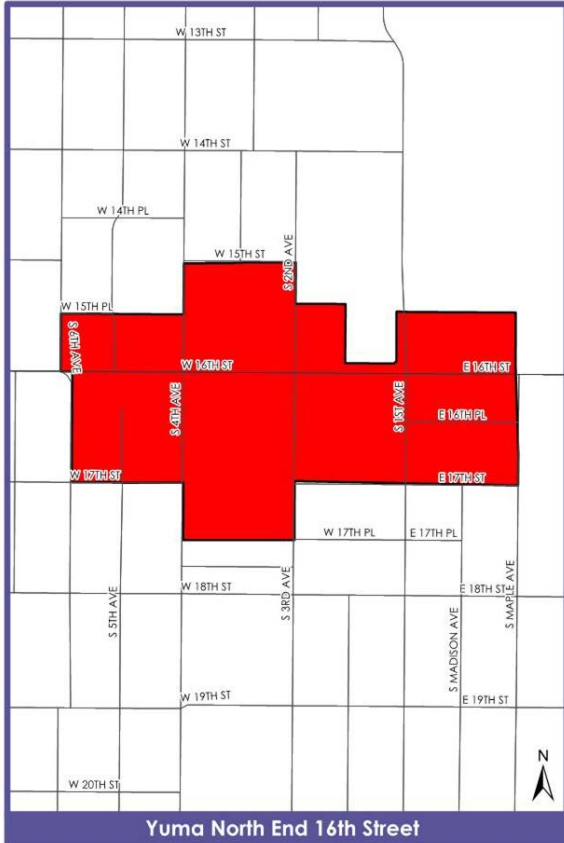 W 13TH ST
W 14TH ST
W 14TH PL
S 2ND AVE
W 15TH ST
W 15TH PL
S 6TH AVE
W 16TH ST
E 16TH ST
S 4TH AVE
S 1ST AVE
E 16TH PL
W 17TH ST
E 17TH ST
W 17TH PL
E 17TH PL
S 5TH AVE
W 18TH ST
S 3RD AVE
E 18TH ST
S MADISON AVE
S MAPLE AVE
W 19TH ST
E 19TH ST
N
W 20TH ST
Yuma North End 16th Street